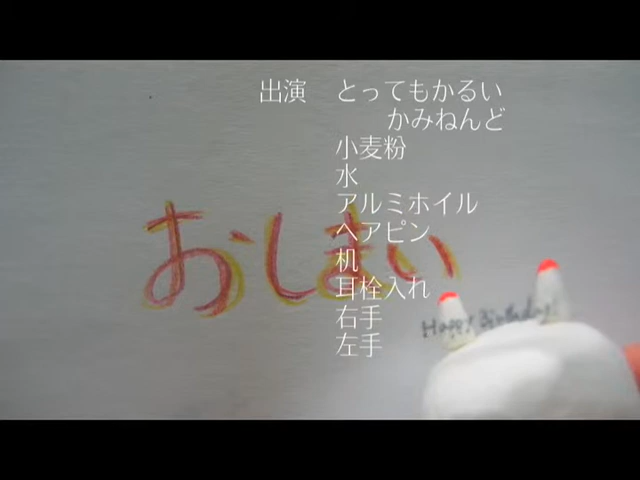 出演 とってもかるい
かみねんど
小麦粉
水
アルミホイル
ヘアピン
机
耳栓入れ
右手
左手
おしまい
Happy Birthday!